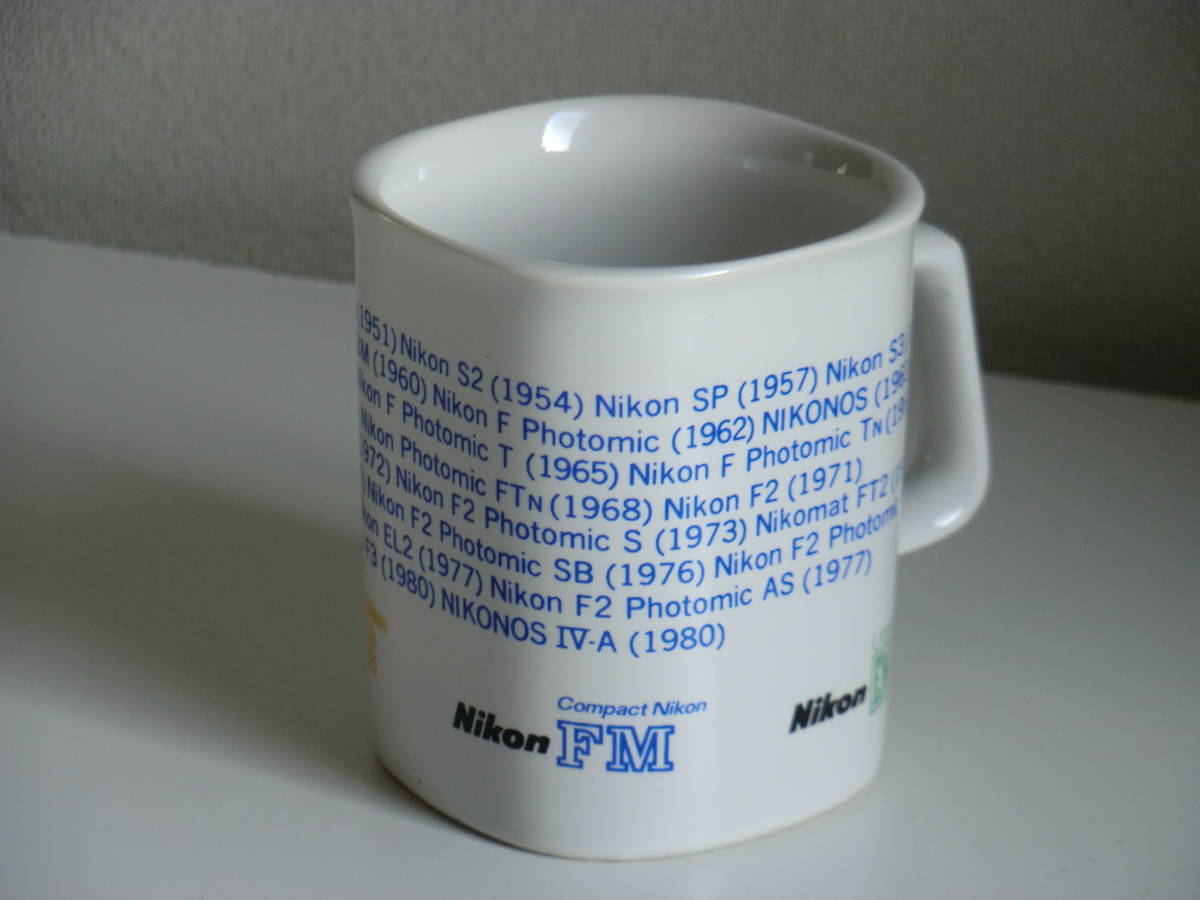 (1951) Nikon S2 (1954) Nikon SP (1957) Nikon S3
(1960) Nikon F Photomic (1962) NIKONOS
F Photomic T (1965) Nikon F Photomic TN
Nikon Photomic FTN (1968) Nikon F2 (1971)
Nikon F2 Photomic S (1973) Nikomat FT2
Nikon F2 Photomic SB (1976) Nikon F2 Photomic
EL2 (1977) Nikon F2 Photomic AS (1977)
F3 (1980) NIKONOS IV-A (1980)
Compact Nikon
Nikon FM
Nikon